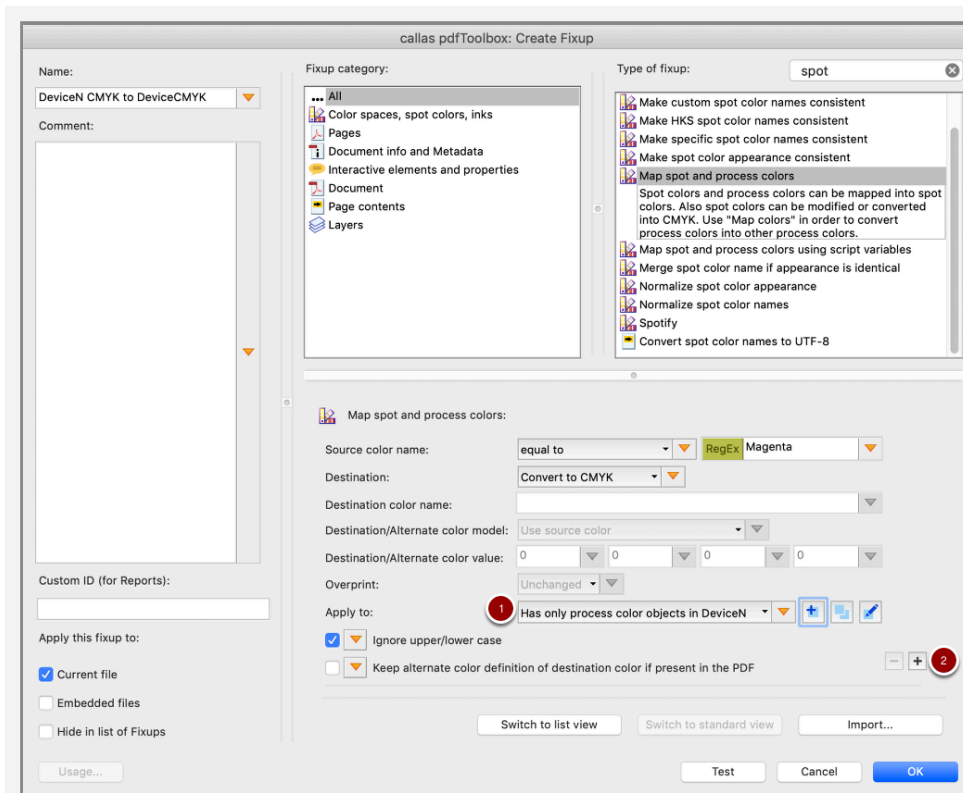 callas pdfToolbox: Create Fixup
Name:
DeviceN CMYK to DeviceCMYK
Comment:
Custom ID (for Reports):
Apply this fixup to:
Current file
Embedded files
Hide in list of Fixups
Usage...
Fixup category:
... All
Color spaces, spot colors, inks
Pages
Document info and Metadata
Interactive elements and properties
Document
Page contents
Layers
Type of fixup:
spot
Make custom spot color names consistent
Make HKS spot color names consistent
Make specific spot color names consistent
Make spot color appearance consistent
Map spot and process colors
Spot colors and process colors can be mapped into spot
colors. Also spot colors can be modified or converted
into CMYK. Use "Map colors" in order to convert
process colors into other process colors.
Map spot and process colors using script variables
Merge spot color name if appearance is identical
Normalize spot color appearance
Normalize spot color names
Spotify
Convert spot color names to UTF-8
Map spot and process colors:
Source color name: equal to RegEx Magenta
Destination: Convert to CMYK
Destination color name:
Destination/Alternate color model: Use source color
Destination/Alternate color value: 0 0 0 0
Overprint: Unchanged
Apply to: 1 Has only process color objects in DeviceN
Ignore upper/lower case
Keep alternate color definition of destination color if present in the PDF
2
Switch to list view Switch to standard view Import...
Test Cancel OK